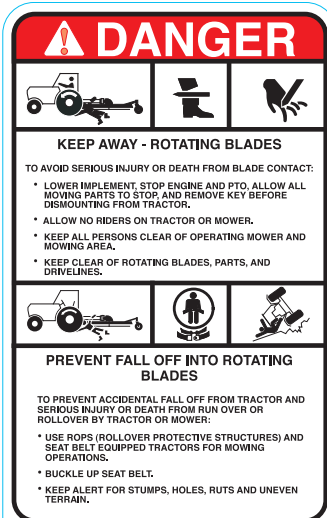 DANGER
KEEP AWAY - ROTATING BLADES
TO AVOID SERIOUS INJURY OR DEATH FROM BLADE CONTACT:
• LOWER IMPLEMENT, STOP ENGINE AND PTO, ALLOW ALL
MOVING PARTS TO STOP, AND REMOVE KEY BEFORE
DISMOUNTING FROM TRACTOR.
• ALLOW NO RIDERS ON TRACTOR OR MOWER.
• KEEP ALL PERSONS CLEAR OF OPERATING MOWER AND
MOWING AREA.
• KEEP CLEAR OF ROTATING BLADES, PARTS, AND
DRIVELINES.
PREVENT FALL OFF INTO ROTATING
BLADES
TO PREVENT ACCIDENTAL FALL OFF FROM TRACTOR AND
SERIOUS INJURY OR DEATH FROM RUN OVER OR
ROLLOVER BY TRACTOR OR MOWER:
• USE ROPS (ROLLOVER PROTECTIVE STRUCTURES) AND
SEAT BELT EQUIPPED TRACTORS FOR MOWING
OPERATIONS.
• BUCKLE UP SEAT BELT.
• KEEP ALERT FOR STUMPS, HOLES, RUTS AND UNEVEN
TERRAIN.